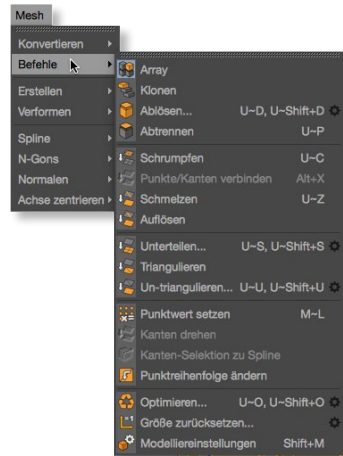 Mesh
Konvertieren
Befehle
Erstellen
Verformen
Spline
N-Gons
Normalen
Achse zentrieren
Array
Klonen
Ablösen... U~D, U~Shift+D
Abtrennen U~P
Schrumpfen U~C
Punkte/Kanten verbinden Alt+X
Schmelzen U~Z
Auflösen
Unterteilen... U~S, U~Shift+S
Triangulieren
Un-triangulieren... U~U, U~Shift+U
Punktwert setzen M~L
Kanten drehen
Kanten-Selektion zu Spline
Punktreihenfolge ändern
Optimieren... U~O, U~Shift+O
Größe zurücksetzen...
Modelliereinstellungen Shift+M